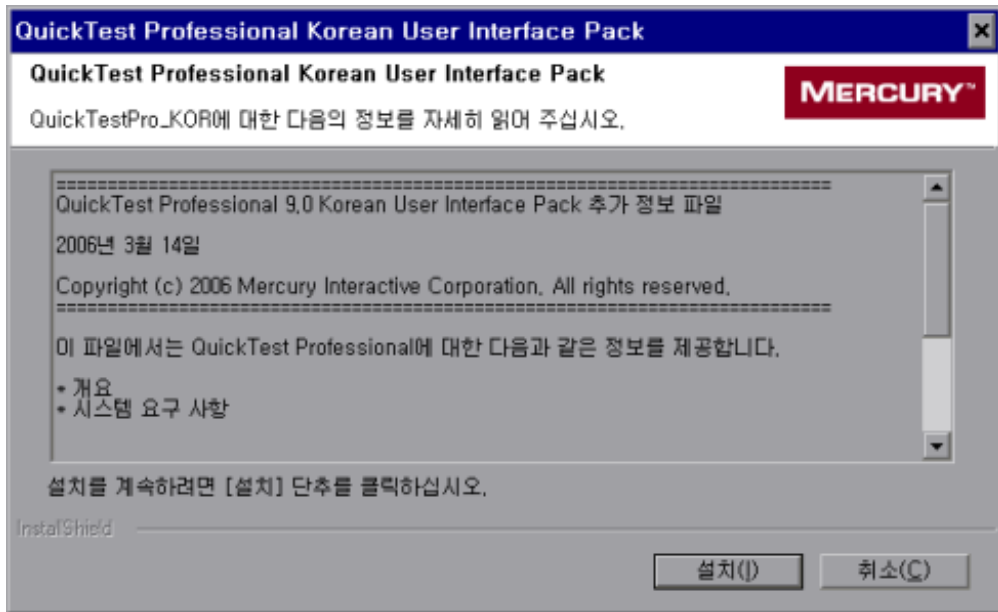 QuickTest Professional Korean User Interface Pack
QuickTest Professional Korean User Interface Pack
MERCURY™
QuickTestPro_KOR에 대한 다음의 정보를 자세히 읽어 주십시오.
==========================================================================
QuickTest Professional 9.0 Korean User Interface Pack 추가 정보 파일
2006년 3월 14일
Copyright (c) 2006 Mercury Interactive Corporation. All rights reserved.
==========================================================================
이 파일에서는 QuickTest Professional에 대한 다음과 같은 정보를 제공합니다.
* 개요
* 시스템 요구 사항
설치를 계속하려면 [설치] 단추를 클릭하십시오.
InstallShield
설치(I)
취소(C)